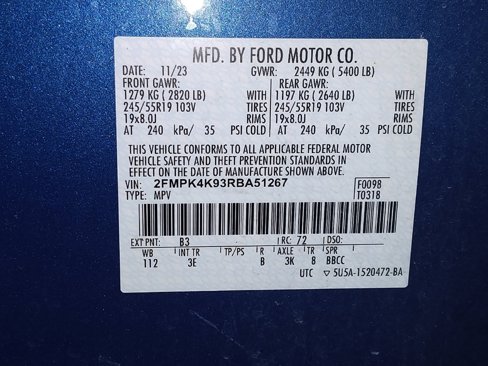 MFD. BY FORD MOTOR CO.
DATE: 11/23 GVWR: 2449 KG ( 5400 LB)
FRONT GAWR: REAR GAWR:
1279 KG ( 2820 LB) WITH 1197 KG ( 2640 LB) WITH
245/55R19 103V TIRES 245/55R19 103V TIRES
19x8.0J RIMS 19x8.0J RIMS
AT 240 kPa/ 35 PSI COLD AT 240 kPa/ 35 PSI COLD
THIS VEHICLE CONFORMS TO ALL APPLICABLE FEDERAL MOTOR
VEHICLE SAFETY AND THEFT PREVENTION STANDARDS IN
EFFECT ON THE DATE OF MANUFACTURE SHOWN ABOVE.
VIN: 2FMPK4K93RBA51267 F0098
TYPE: MPV T0318
EXT PNT: B3 RC: 72 DSO:
WB INT TR TP/PS R AXLE TR SPR
112 3E B 3K 8 BBCC
UTC ▽ 5U5A-1520472-BA